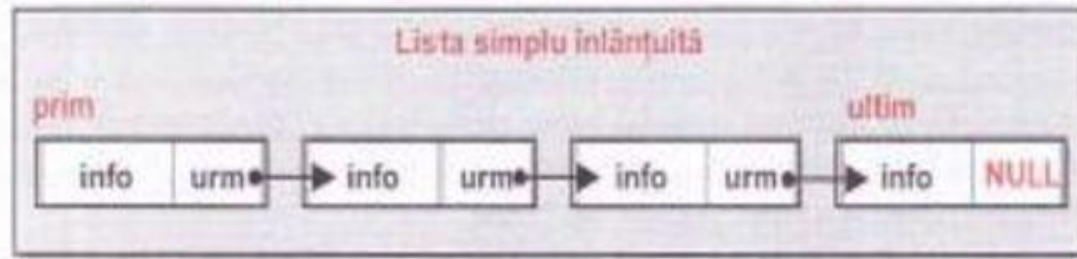 Lista simplu înlănțuită
prim ultim
info urm info urm info urm info NULL